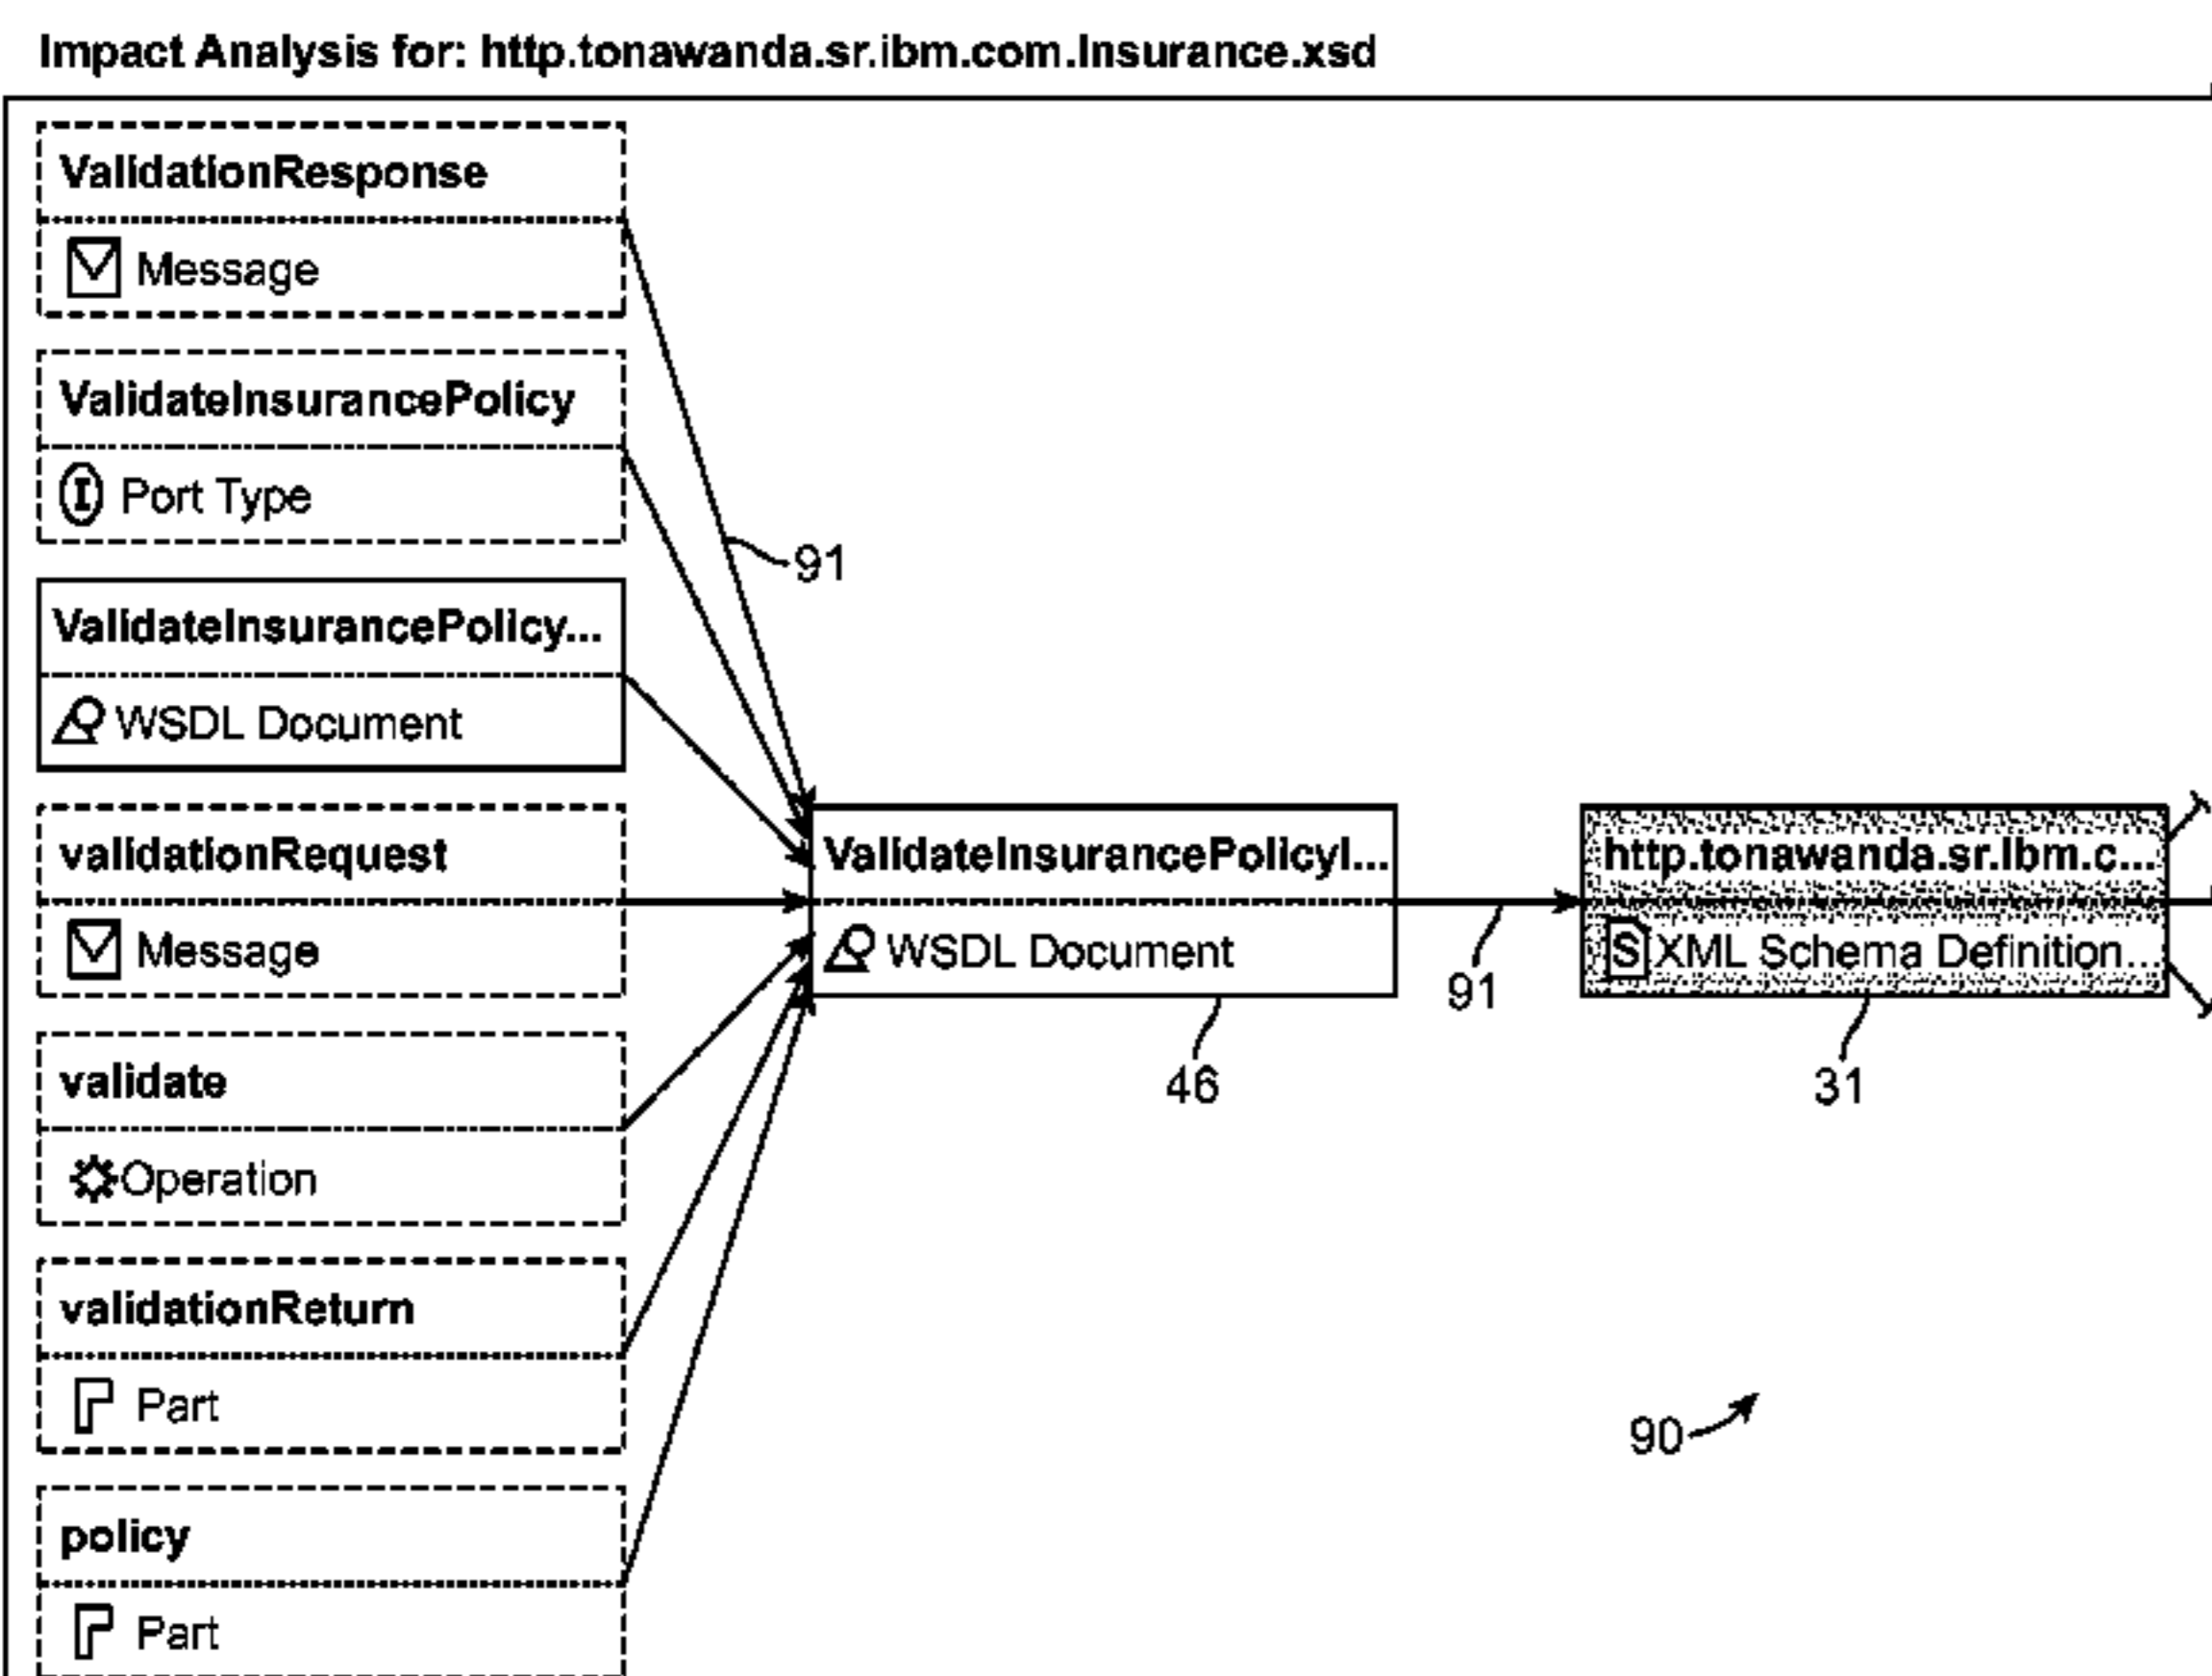 Impact Analysis for: http.tonawanda.sr.ibm.com.Insurance.xsd
ValidationResponse
Message
ValidateInsurancePolicy
Port Type
91
ValidateInsurancePolicy...
WSDL Document
validationRequest
Message
ValidateInsurancePolicyI...
WSDL Document
46
91
http.tonawanda.sr.ibm.c...
S XML Schema Definition...
31
validate
Operation
validationReturn
Part
90
policy
Part